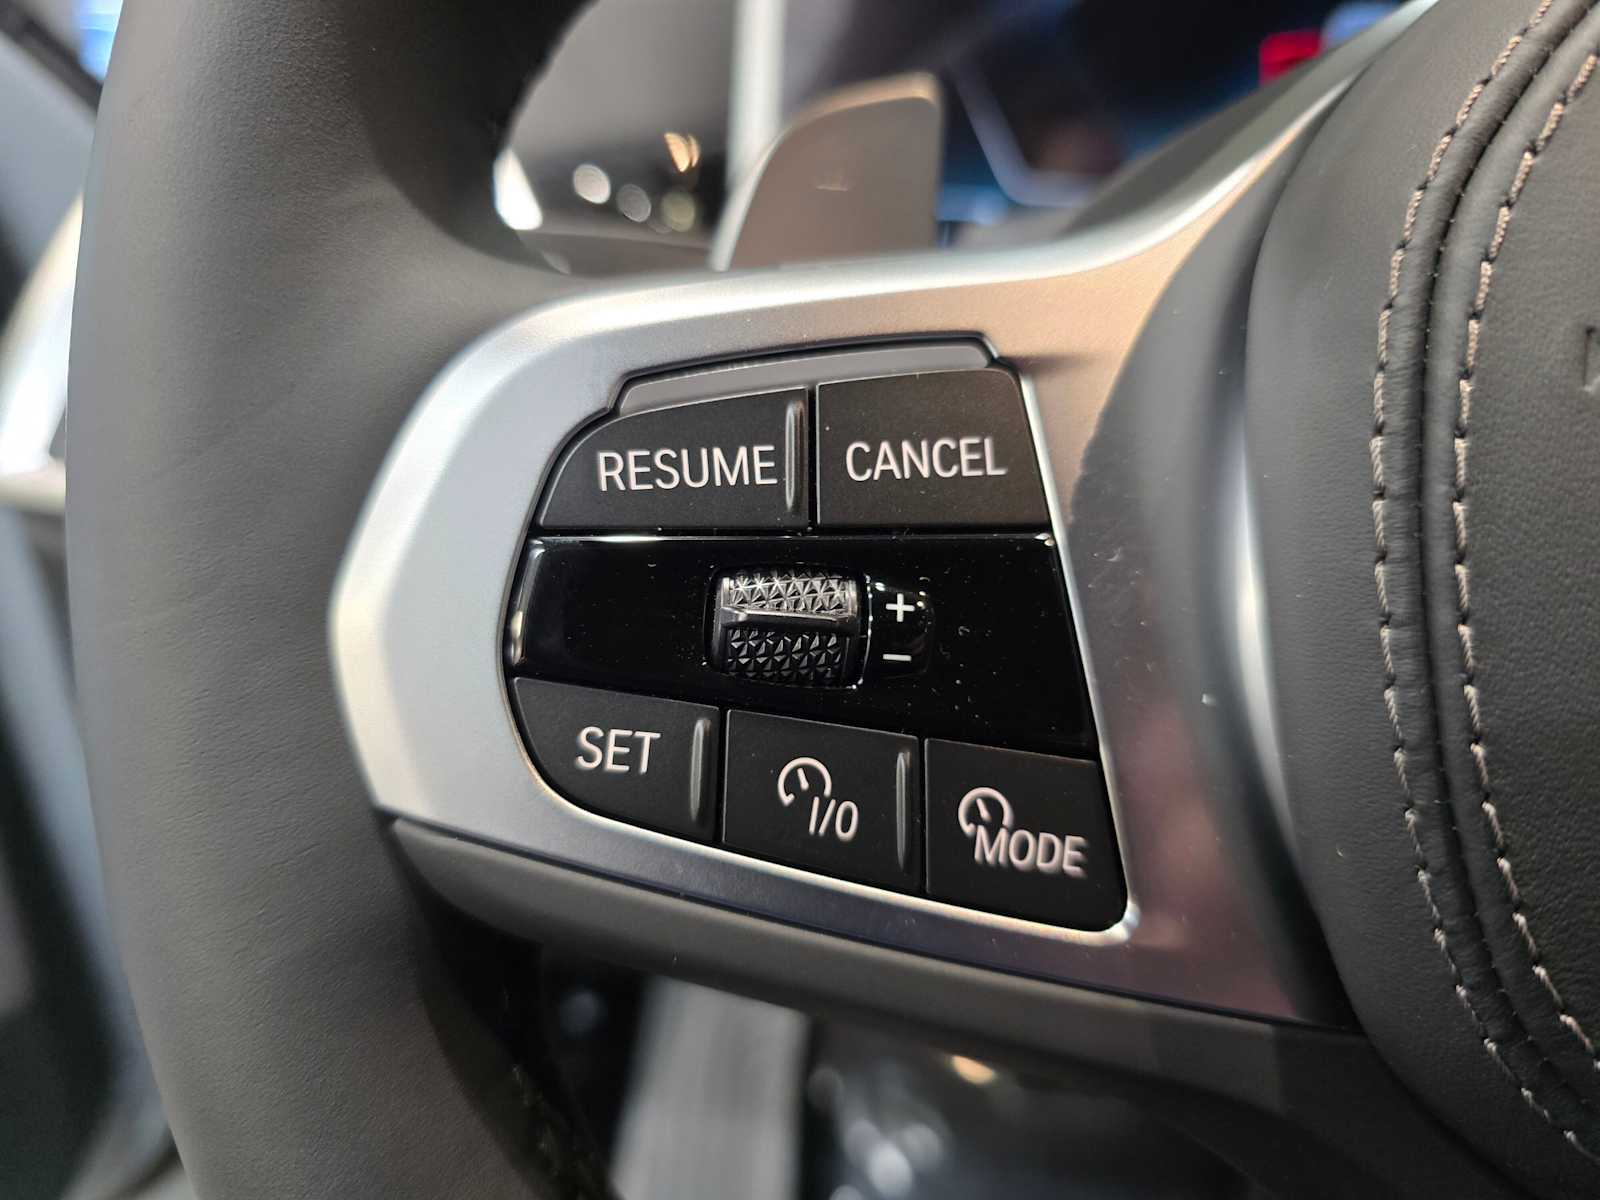 RESUME
CANCEL
+
−
SET
I/O
MODE